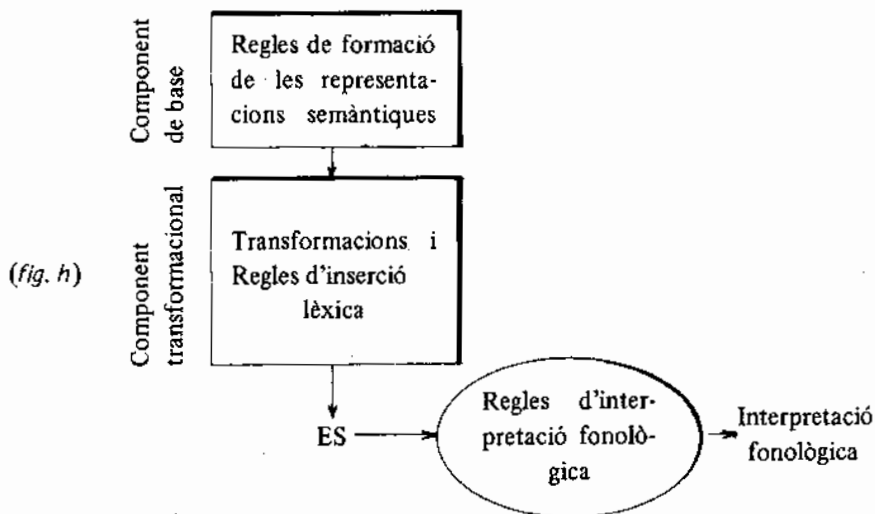 Component
de base
Regles de formació
de les representa-
cions semàntiques
(fig. h)
Component
transformacional
Transformacions i
Regles d'inserció
lèxica
ES
Regles d'inter-
pretació fonolò-
gica
Interpretació
fonològica